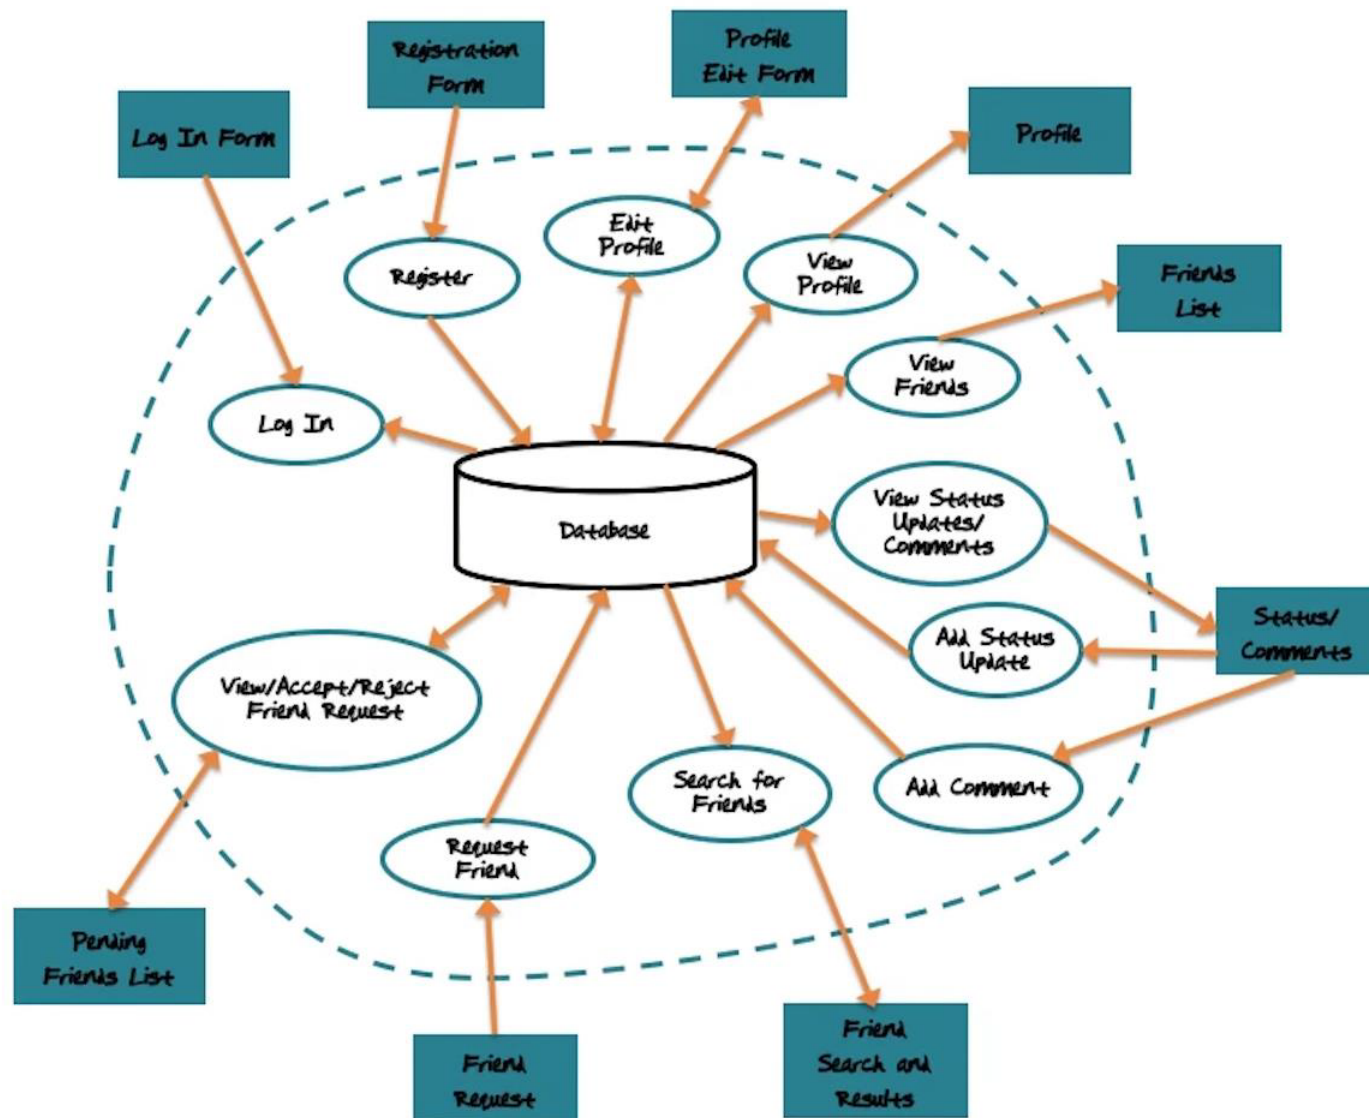 Registration
Form
Profile
Edit Form
Log In Form
Profile
Edit
Profile
Register
View
Profile
Friends
List
View
Friends
Log In
View Status
Updates/
Comments
Database
Status/
Comments
Add Status
Update
View/Accept/Reject
Friend Request
Search for
Friends
Add Comment
Request
Friend
Pending
Friends List
Friend
Request
Friend
Search and
Results